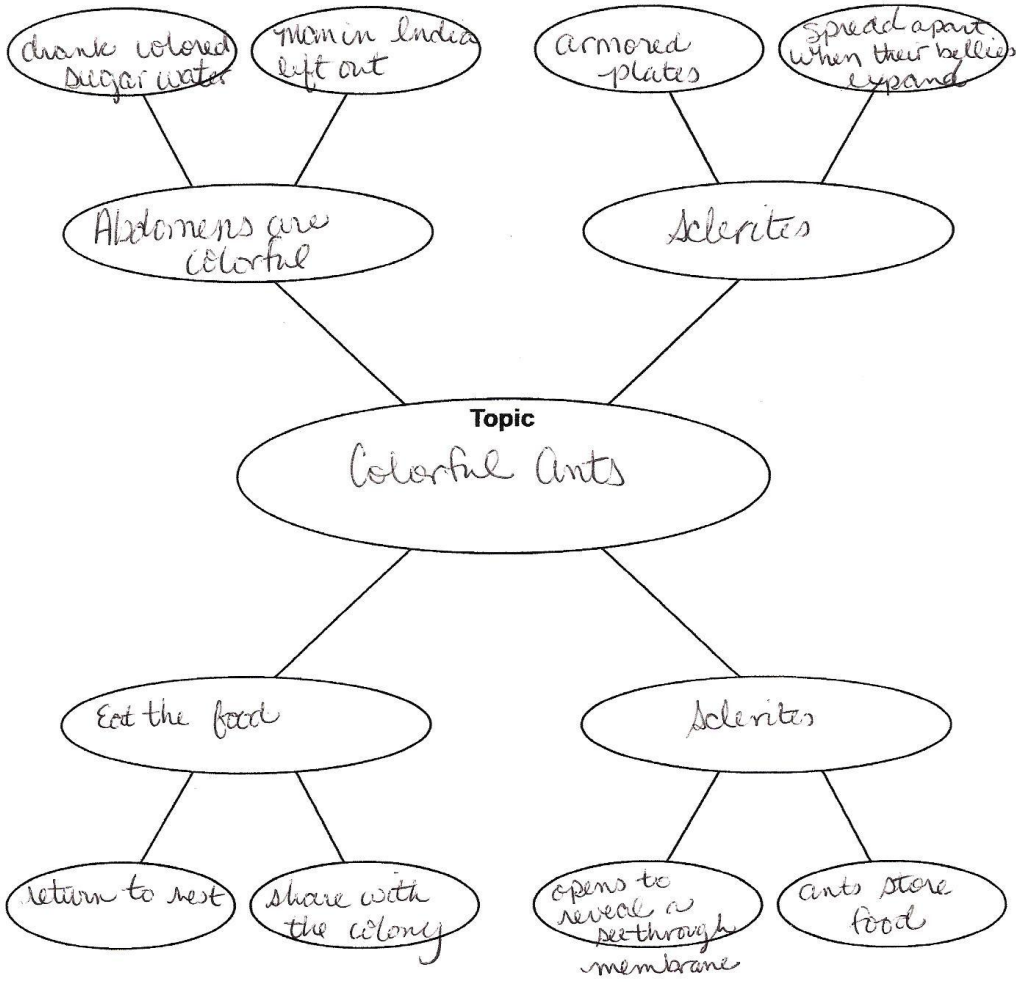 drank colored
sugar water
man in India
left out
armored
plates
spread apart
when their bellies
expand
Abdomens are
colorful
Sclerites
Topic
Colorful Ants
Eat the food
Sclerites
return to nest
share with
the colony
opens to
reveal a
see through
membrane
ants store
food